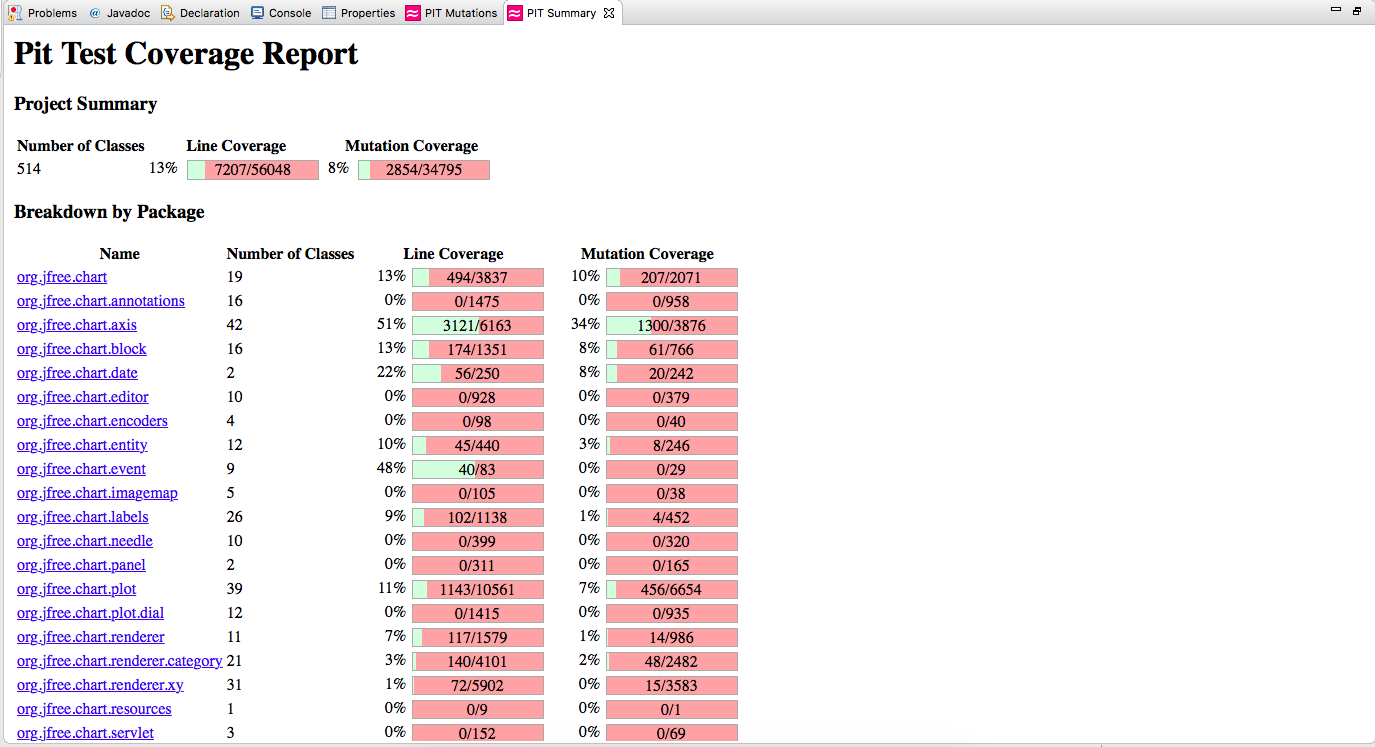 Problems @ Javadoc Declaration Console Properties PIT Mutations PIT Summary
Pit Test Coverage Report
Project Summary
Number of Classes Line Coverage Mutation Coverage
514 13% 7207/56048 8% 2854/34795
Breakdown by Package
Name Number of Classes Line Coverage Mutation Coverage
org.jfree.chart 19 13% 494/3837 10% 207/2071
org.jfree.chart.annotations 16 0% 0/1475 0% 0/958
org.jfree.chart.axis 42 51% 3121/6163 34% 1300/3876
org.jfree.chart.block 16 13% 174/1351 8% 61/766
org.jfree.chart.date 2 22% 56/250 8% 20/242
org.jfree.chart.editor 10 0% 0/928 0% 0/379
org.jfree.chart.encoders 4 0% 0/98 0% 0/40
org.jfree.chart.entity 12 10% 45/440 3% 8/246
org.jfree.chart.event 9 48% 40/83 0% 0/29
org.jfree.chart.imagemap 5 0% 0/105 0% 0/38
org.jfree.chart.labels 26 9% 102/1138 1% 4/452
org.jfree.chart.needle 10 0% 0/399 0% 0/320
org.jfree.chart.panel 2 0% 0/311 0% 0/165
org.jfree.chart.plot 39 11% 1143/10561 7% 456/6654
org.jfree.chart.plot.dial 12 0% 0/1415 0% 0/935
org.jfree.chart.renderer 11 7% 117/1579 1% 14/986
org.jfree.chart.renderer.category 21 3% 140/4101 2% 48/2482
org.jfree.chart.renderer.xy 31 1% 72/5902 0% 15/3583
org.jfree.chart.resources 1 0% 0/9 0% 0/1
org.jfree.chart.servlet 3 0% 0/152 0% 0/69